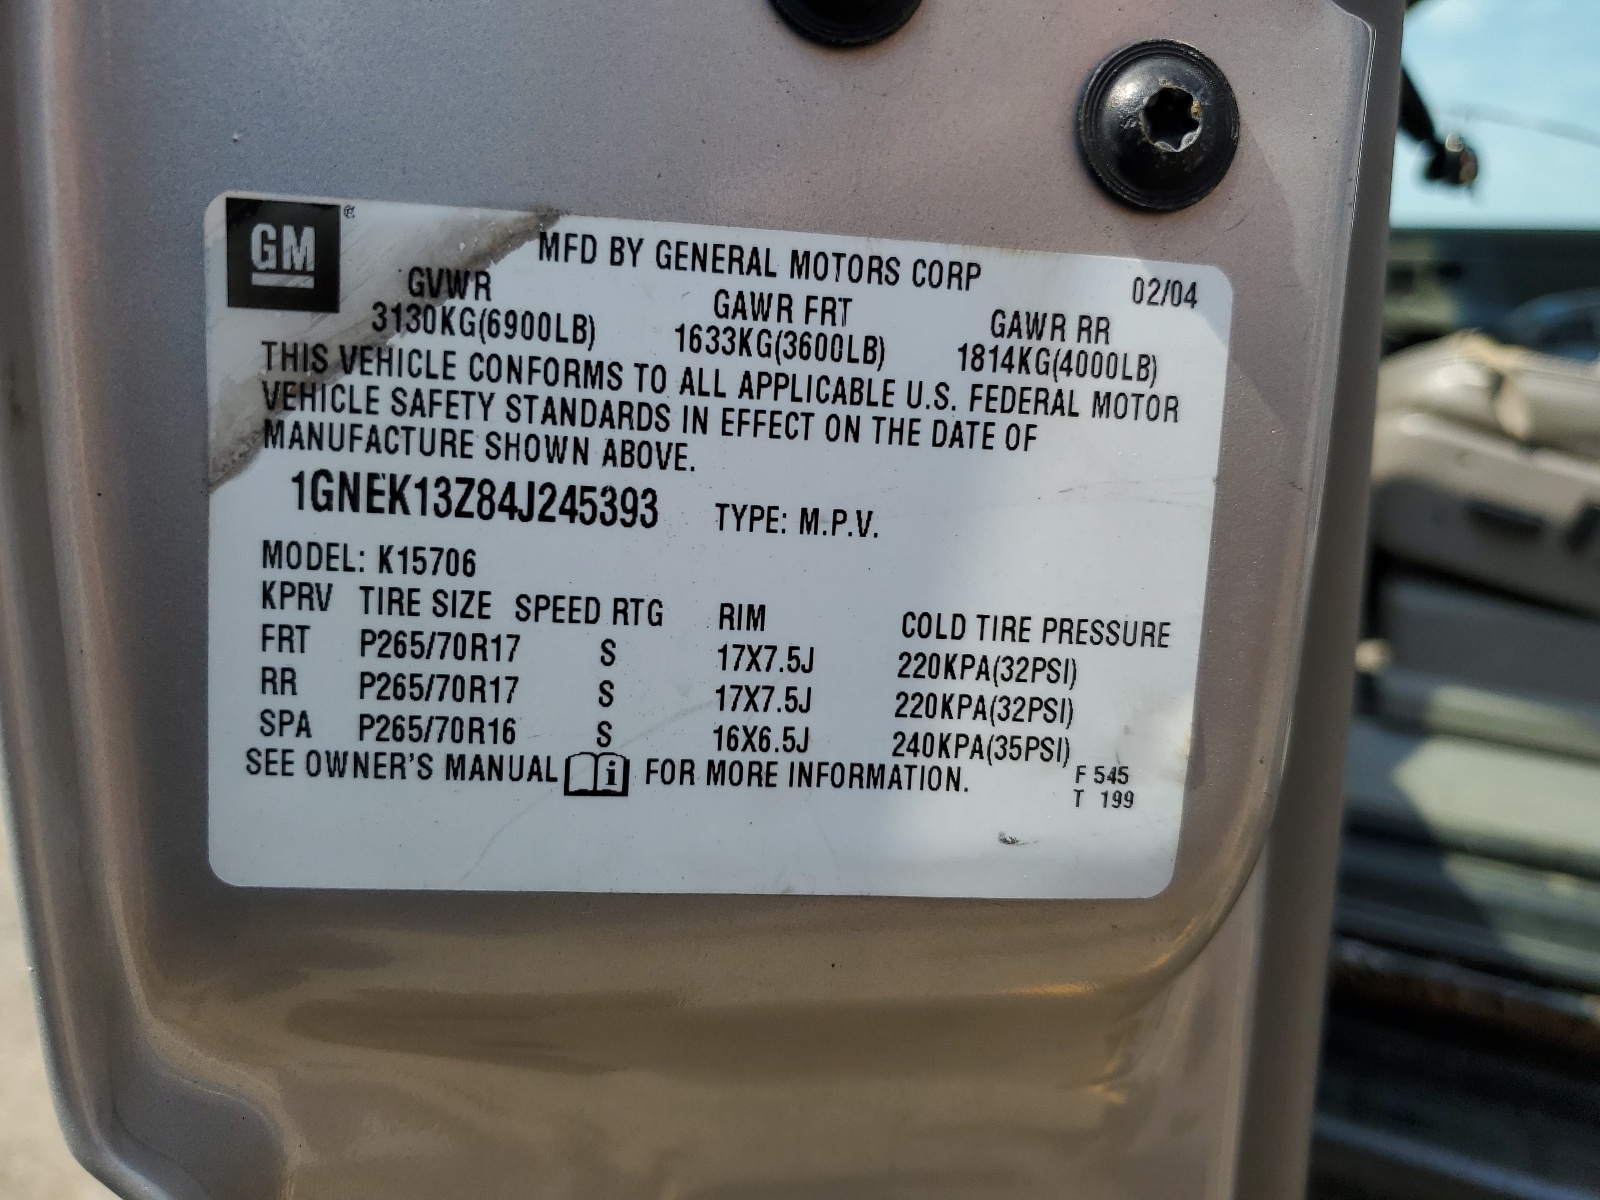 GM ®
MFD BY GENERAL MOTORS CORP 02/04
GVWR GAWR FRT GAWR RR
3130KG(6900LB) 1633KG(3600LB) 1814KG(4000LB)
THIS VEHICLE CONFORMS TO ALL APPLICABLE U.S. FEDERAL MOTOR
VEHICLE SAFETY STANDARDS IN EFFECT ON THE DATE OF
MANUFACTURE SHOWN ABOVE.
1GNEK13Z84J245393 TYPE: M.P.V.
MODEL: K15706
KPRV TIRE SIZE SPEED RTG RIM COLD TIRE PRESSURE
FRT P265/70R17 S 17X7.5J 220KPA(32PSI)
RR P265/70R17 S 17X7.5J 220KPA(32PSI)
SPA P265/70R16 S 16X6.5J 240KPA(35PSI)
SEE OWNER'S MANUAL i FOR MORE INFORMATION.
F 545
T 199